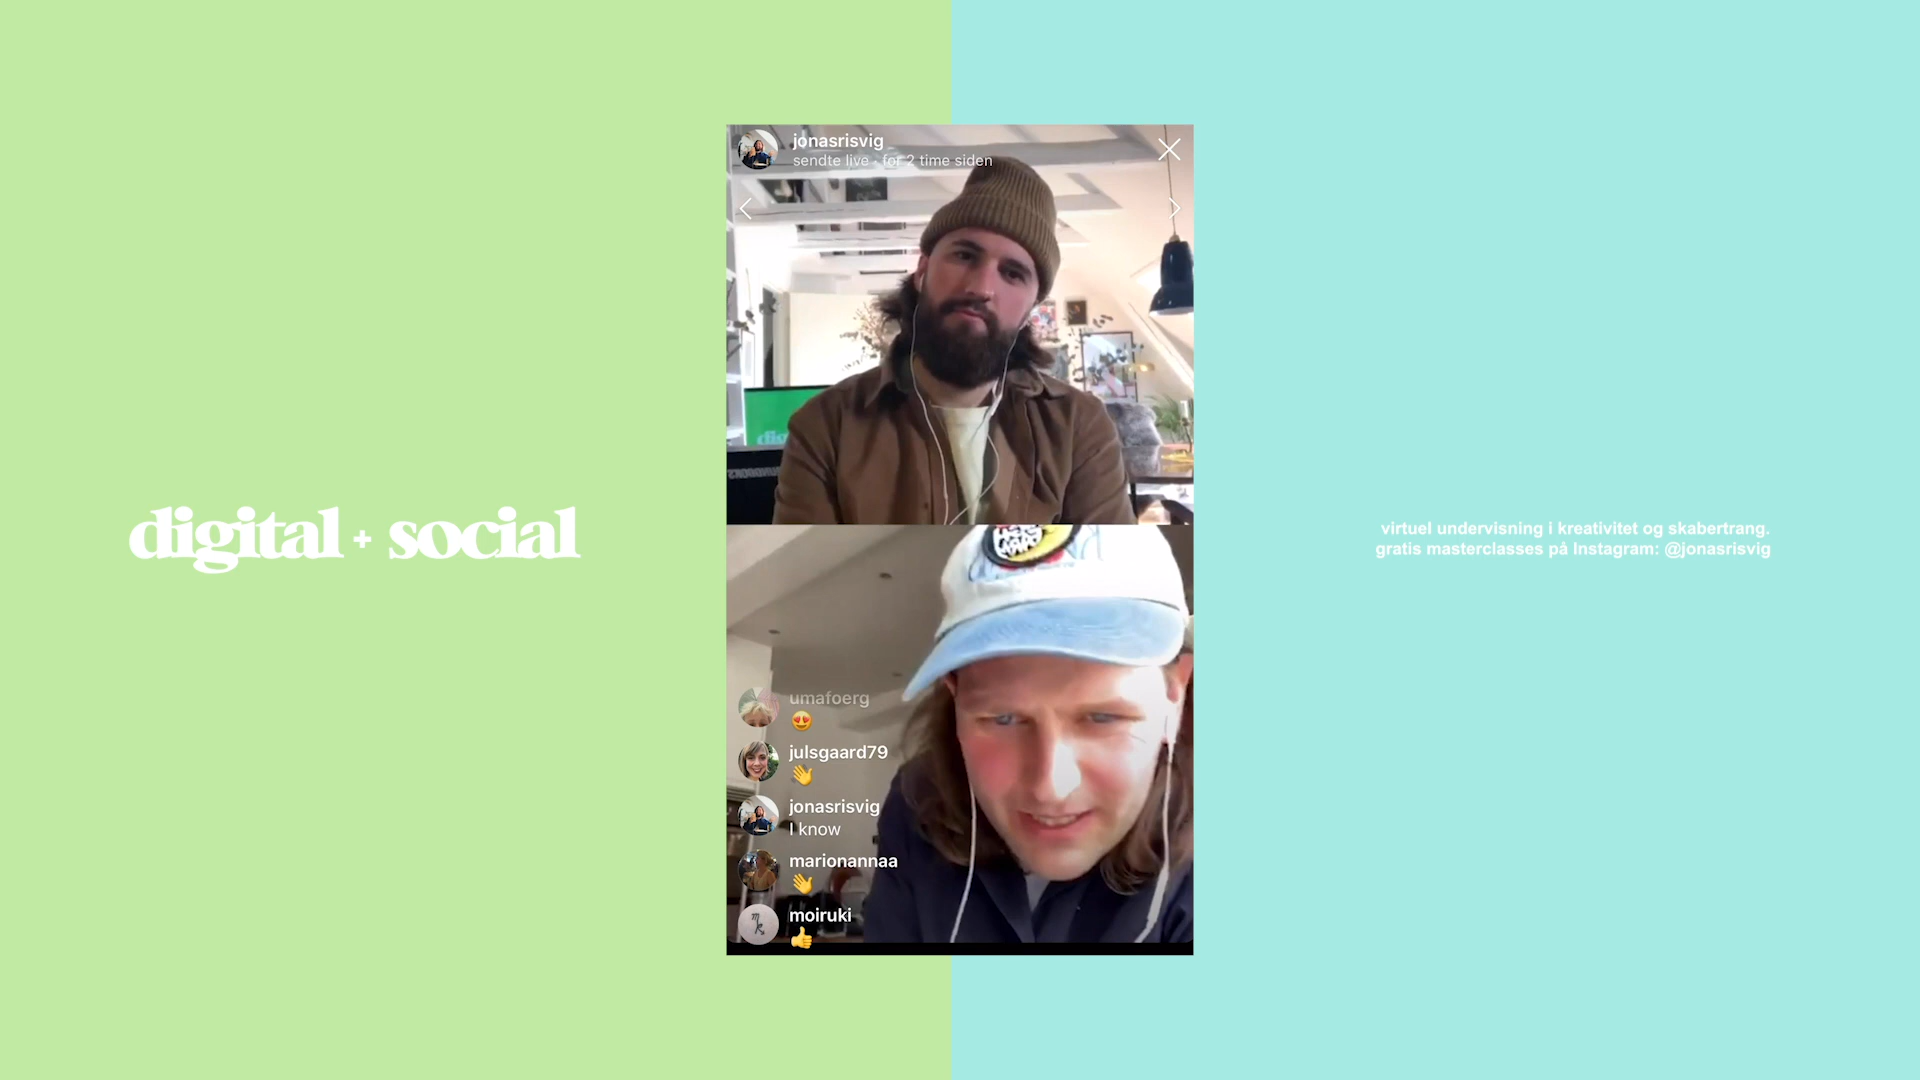 digital + social
jonasrisvig
sendte live · for 2 time siden
dig
umafoerg
😍
julsgaard79
👋
jonasrisvig
I know
marionannaa
👋
moiruki
👍
virtuel undervisning i kreativitet og skabertrang.
gratis masterclasses på Instagram: @jonasrisvig